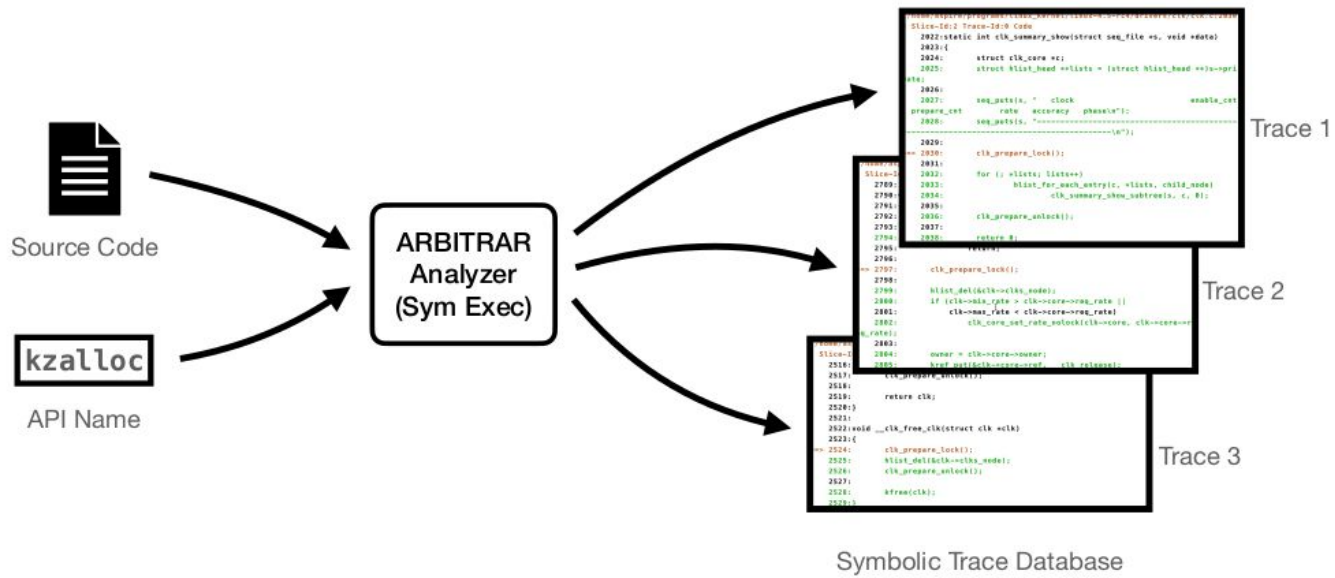 Source Code
kzalloc
API Name
ARBITRAR
Analyzer
(Sym Exec)
Slice-Id:2 Trace-Id:0 Code
2022:static int clk_summary_show(struct seq_file *s, void *data)
2023:{
2024: struct clk_core *c;
2025: struct hlist_head **lists = (struct hlist_head **)s->pri
ate;
2026:
2027: seq_puts(s, " clock enable_cnt
prepare_cnt rate accuracy phase\n");
2028: seq_puts(s, "----------------------------------------
----------------------------------------\n");
2029:
=> 2030: clk_prepare_lock();
2031:
2032: for (; *lists; lists++)
2033: hlist_for_each_entry(c, *lists, child_node)
2034: clk_summary_show_subtree(s, c, 0);
2035:
2036: clk_prepare_unlock();
2037:
2038: return 0;
Trace 1
Slice-I
2789:
2790:
2791:
2792:
2793:
2794:
2795: return;
2796:
=> 2797: clk_prepare_lock();
2798:
2799: hlist_del(&clk->clks_node);
2800: if (clk->min_rate > clk->core->req_rate ||
2801: clk->max_rate < clk->core->req_rate)
2802: clk_core_set_rate_nolock(clk->core, clk->core->r
q_rate);
2803:
2804: owner = clk->core->owner;
2805: kref_put(&clk->core->ref, __clk_release);
Trace 2
Slice-I
2516:
2517: clk_prepare_unlock();
2518:
2519: return clk;
2520:}
2521:
2522:void __clk_free_clk(struct clk *clk)
2523:{
=> 2524: clk_prepare_lock();
2525: hlist_del(&clk->clks_node);
2526: clk_prepare_unlock();
2527:
2528: kfree(clk);
2529:}
Trace 3
Symbolic Trace Database